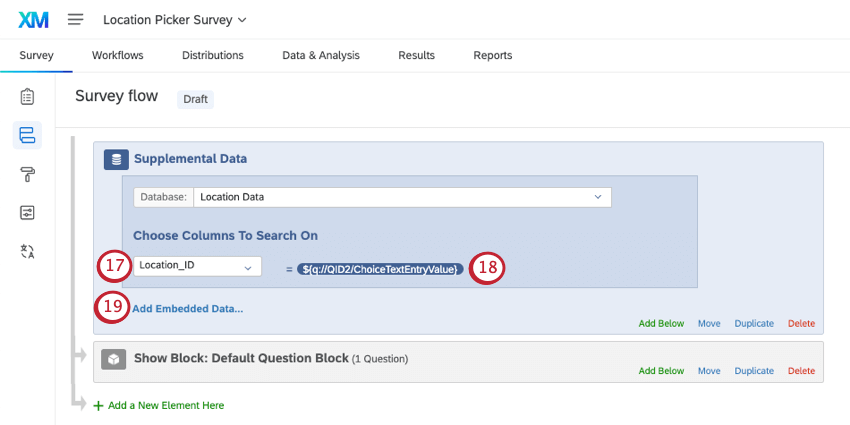 XM Location Picker Survey
Survey Workflows Distributions Data & Analysis Results Reports
Survey flow Draft
Supplemental Data
Database: Location Data
Choose Columns To Search On
17 Location_ID = ${q://QID2/ChoiceTextEntryValue} 18
19 Add Embedded Data...
Add Below Move Duplicate Delete
Show Block: Default Question Block (1 Question)
Add Below Move Duplicate Delete
+ Add a New Element Here